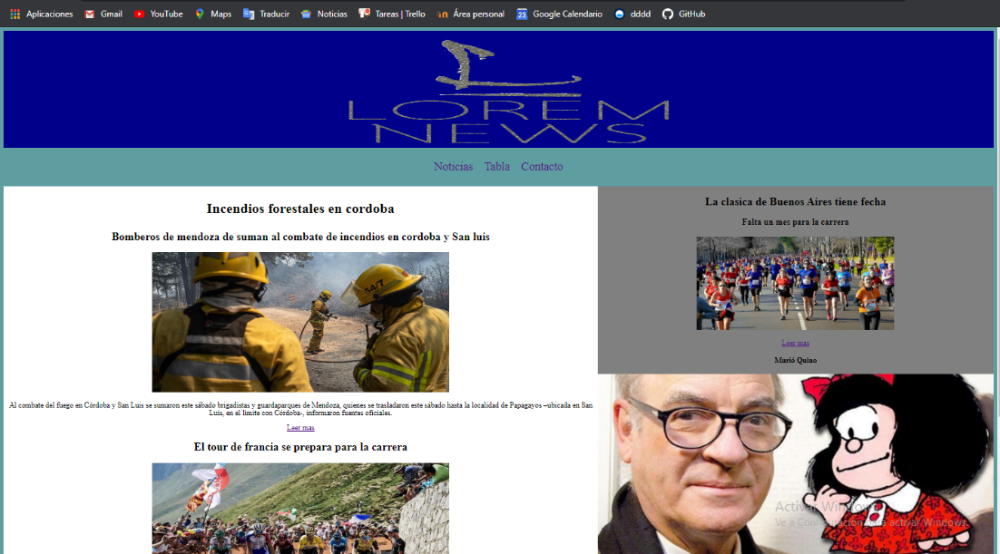 Aplicaciones Gmail YouTube Maps Traducir Noticias Tareas | Trello Área personal 23 Google Calendario dddd GitHub
LOREM
NEWS
Noticias Tabla Contacto
Incendios forestales en cordoba
Bomberos de mendoza de suman al combate de incendios en cordoba y San luis
54/7
Al combate del fuego en Córdoba y San Luis se sumaron este sábado brigadistas y guardaparques de Mendoza, quienes se trasladaron este sábado hasta la localidad de Papagayos –ubicada en San
Luis, en el límite con Córdoba-, informaron fuentes oficiales.
Leer mas
El tour de francia se prepara para la carrera
La clasica de Buenos Aires tiene fecha
Falta un mes para la carrera
Leer mas
Murió Quino
Activar Windows
Ve a Configuración para activar Windows.